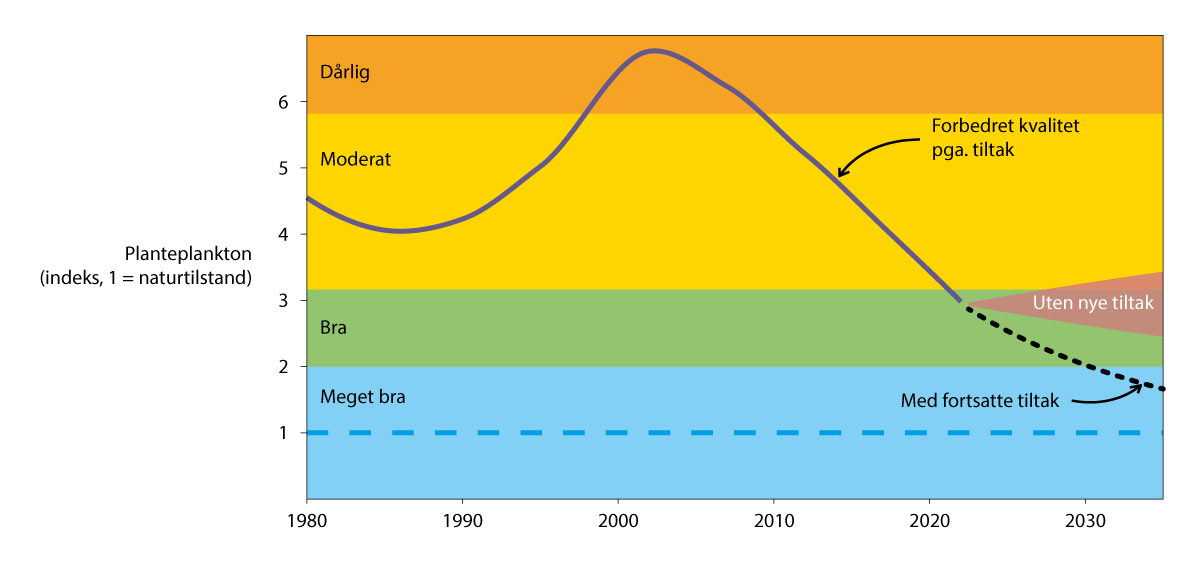 Dårlig
6
Forbedret kvalitet
pga. tiltak
Moderat
5
4
Planteplankton
(indeks, 1 = naturtilstand)
3
Uten nye tiltak
Bra
2
Meget bra
Med fortsatte tiltak
1
1980 1990 2000 2010 2020 2030